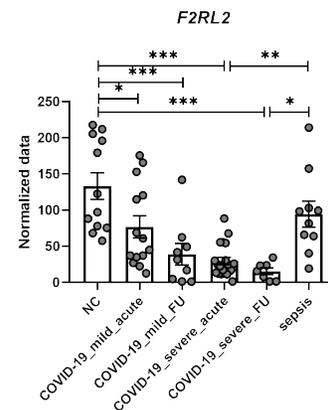 F2RL2
*** **
***
*
*** *
Normalized data
250
200
150
100
50
0
NC
COVID-19_mild_acute
COVID-19_mild_FU
COVID-19_severe_acute
COVID-19_severe_FU
sepsis